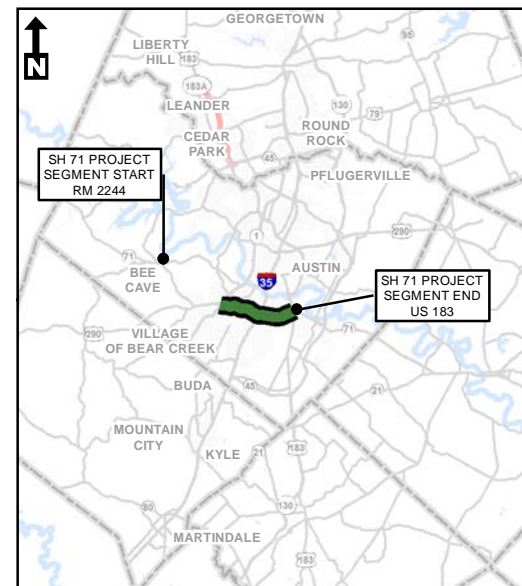 GEORGETOWN
95
LIBERTY
HILL
183
183A
LEANDER
130
79
ROUND
ROCK
CEDAR
PARK
45
SH 71 PROJECT
SEGMENT START
RM 2244
PFLUGERVILLE
290
1
71
BEE
CAVE
AUSTIN
35
SH 71 PROJECT
SEGMENT END
US 183
71
290
VILLAGE
OF BEAR CREEK
BUDA
45
21
MOUNTAIN
CITY
KYLE
21
183
80
130
MARTINDALE
183
N